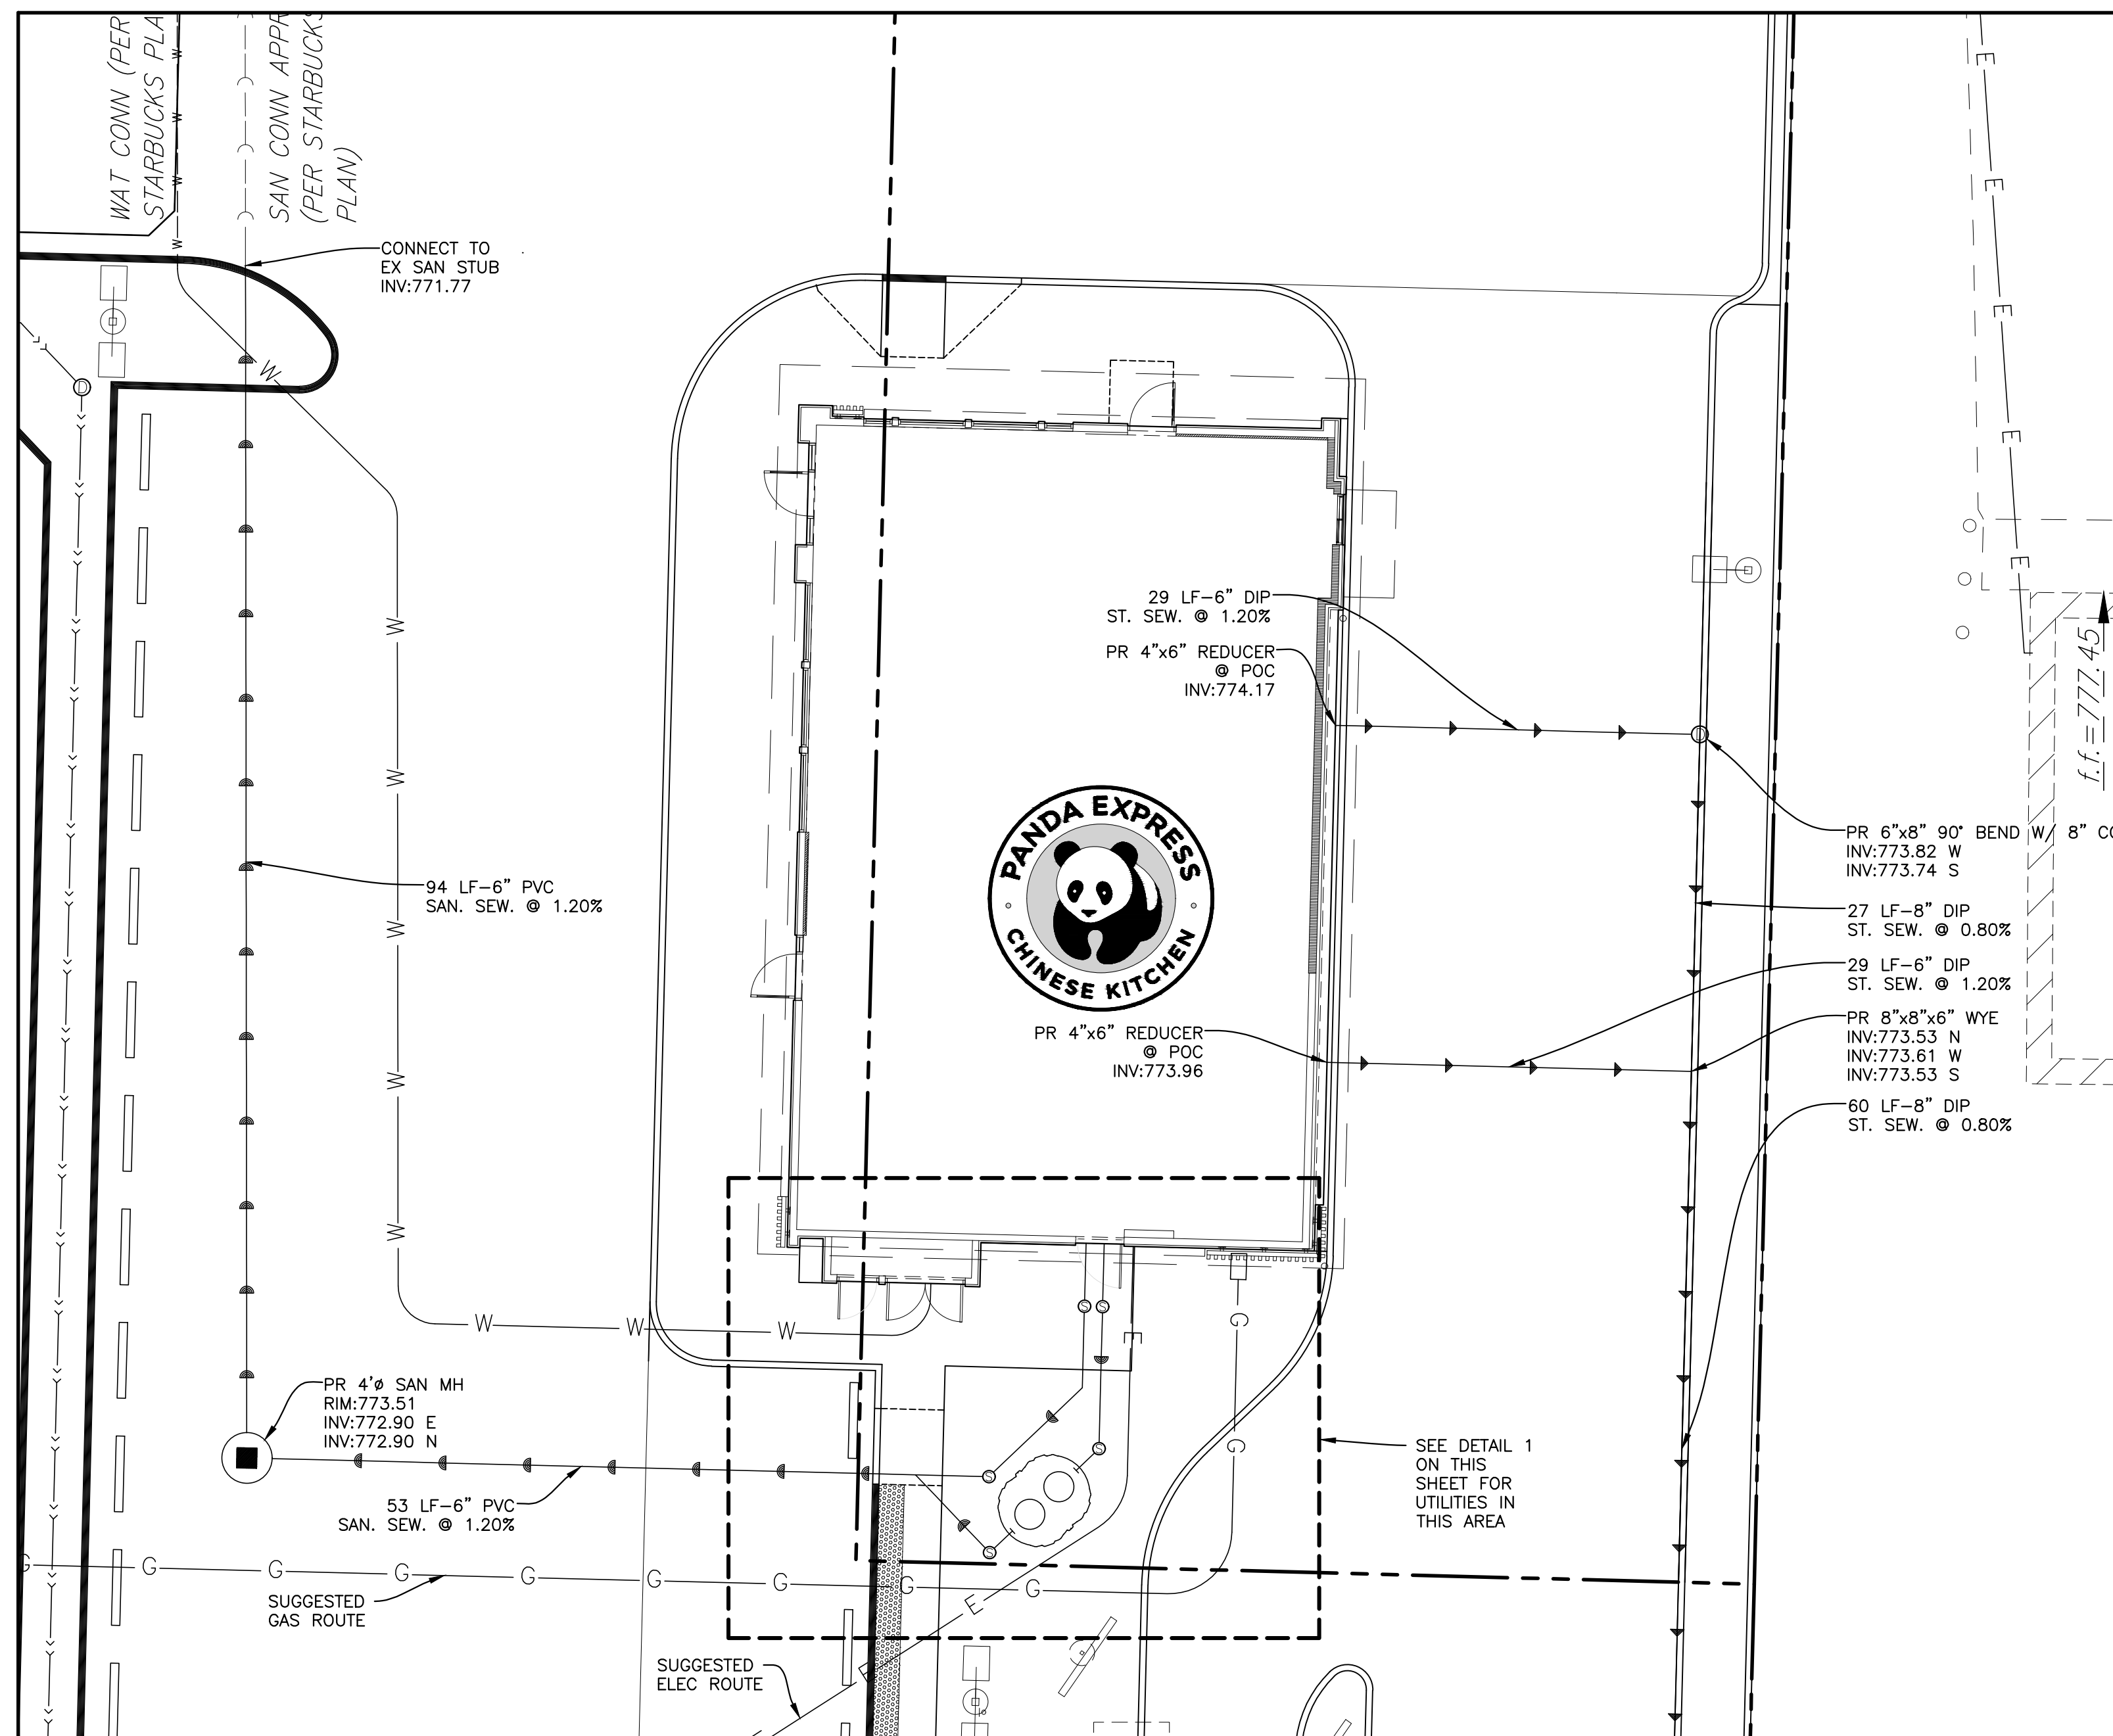 WAT CONN (PER
STARBUCKS PLA
SAN CONN APPR
(PER STARBUCKS
PLAN)
CONNECT TO
EX SAN STUB
INV:771.77
29 LF-6" DIP
ST. SEW. @ 1.20%
PR 4"x6" REDUCER
@ POC
INV:774.17
f.f.=777.45
PANDA EXPRESS
CHINESE KITCHEN
PR 6"x8" 90° BEND W/ 8" CO
INV:773.82 W
INV:773.74 S
94 LF-6" PVC
SAN. SEW. @ 1.20%
27 LF-8" DIP
ST. SEW. @ 0.80%
29 LF-6" DIP
ST. SEW. @ 1.20%
PR 4"x6" REDUCER
@ POC
INV:773.96
PR 8"x8"x6" WYE
INV:773.53 N
INV:773.61 W
INV:773.53 S
60 LF-8" DIP
ST. SEW. @ 0.80%
PR 4'ø SAN MH
RIM:773.51
INV:772.90 E
INV:772.90 N
SEE DETAIL 1
ON THIS
SHEET FOR
UTILITIES IN
THIS AREA
53 LF-6" PVC
SAN. SEW. @ 1.20%
SUGGESTED
GAS ROUTE
SUGGESTED
ELEC ROUTE